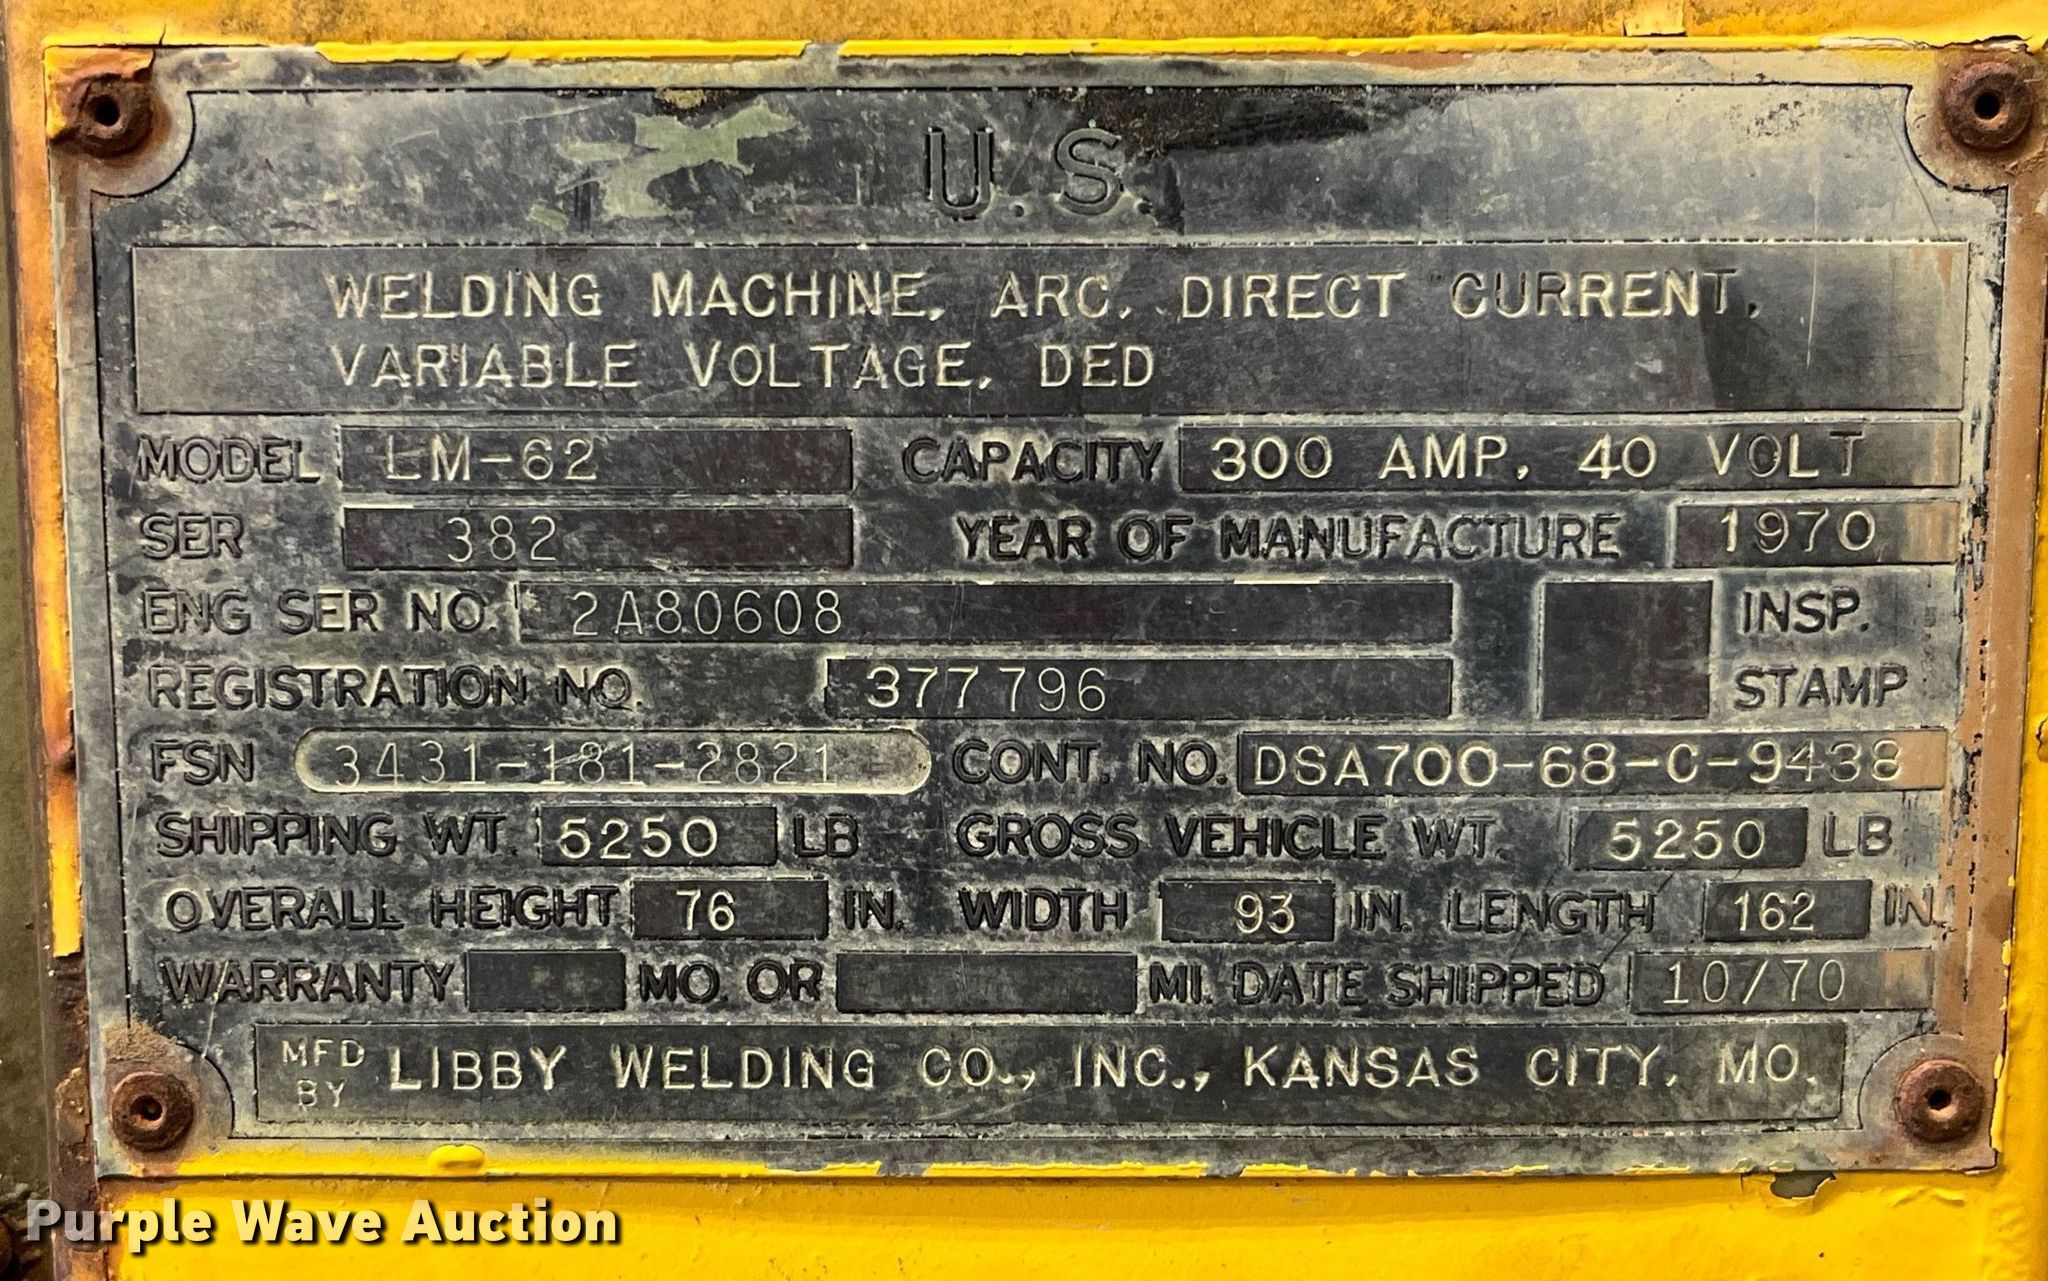 U.S.
WELDING MACHINE, ARC, DIRECT CURRENT,
VARIABLE VOLTAGE, DED
MODEL LM-62 CAPACITY 300 AMP, 40 VOLT
SER 382 YEAR OF MANUFACTURE 1970
ENG SER NO. 2A80608 INSP.
REGISTRATION NO. 377796 STAMP
FSN 3431-181-2821 CONT. NO. DSA700-68-C-9438
SHIPPING WT. 5250 LB GROSS VEHICLE WT. 5250 LB
OVERALL HEIGHT 76 IN. WIDTH 93 IN. LENGTH 162 IN.
WARRANTY MO. OR MI. DATE SHIPPED 10/70
MFD BY LIBBY WELDING CO., INC., KANSAS CITY, MO.
Purple Wave Auction